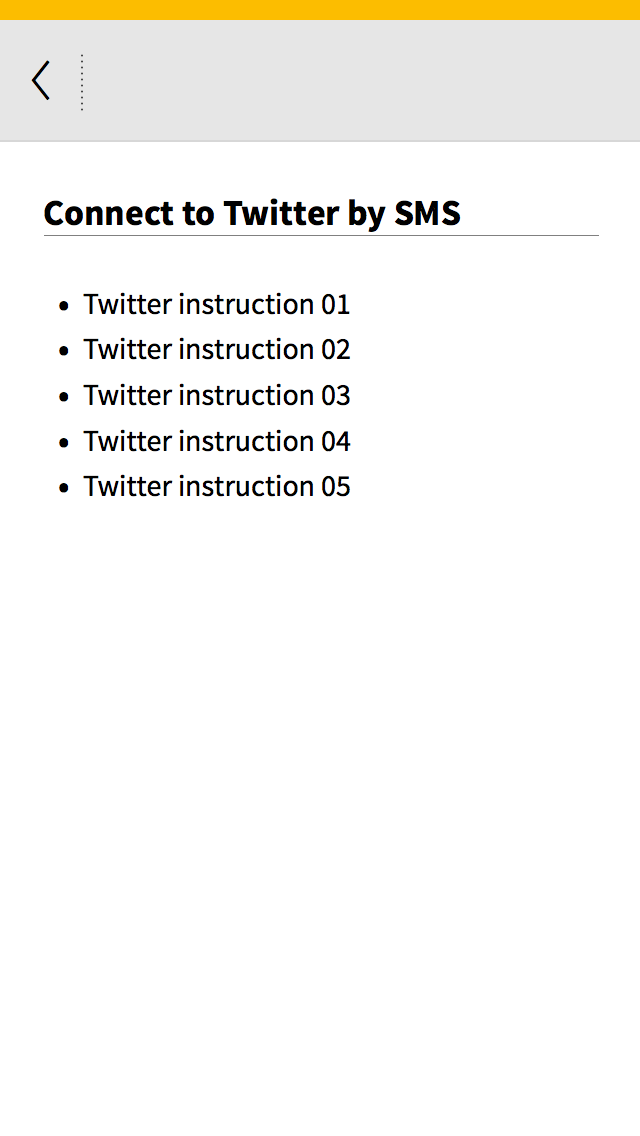 Connect to Twitter by SMS
• Twitter instruction 01
• Twitter instruction 02
• Twitter instruction 03
• Twitter instruction 04
• Twitter instruction 05